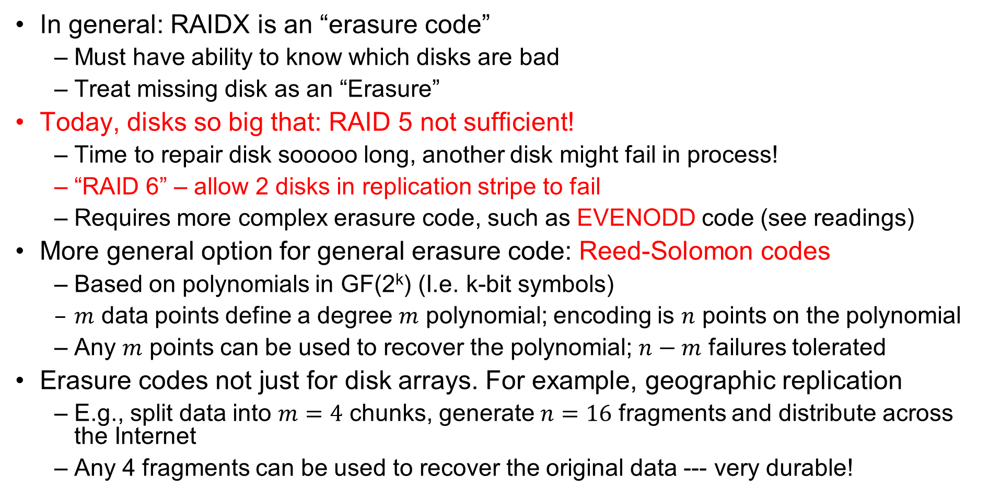 • In general: RAIDX is an “erasure code”
– Must have ability to know which disks are bad
– Treat missing disk as an “Erasure”
• Today, disks so big that: RAID 5 not sufficient!
– Time to repair disk sooooo long, another disk might fail in process!
– “RAID 6” – allow 2 disks in replication stripe to fail
– Requires more complex erasure code, such as EVENODD code (see readings)
• More general option for general erasure code: Reed-Solomon codes
– Based on polynomials in GF(2ᵏ) (I.e. k-bit symbols)
– 𝑚 data points define a degree 𝑚 polynomial; encoding is 𝑛 points on the polynomial
– Any 𝑚 points can be used to recover the polynomial; 𝑛 − 𝑚 failures tolerated
• Erasure codes not just for disk arrays. For example, geographic replication
– E.g., split data into 𝑚 = 4 chunks, generate 𝑛 = 16 fragments and distribute across
the Internet
– Any 4 fragments can be used to recover the original data --- very durable!